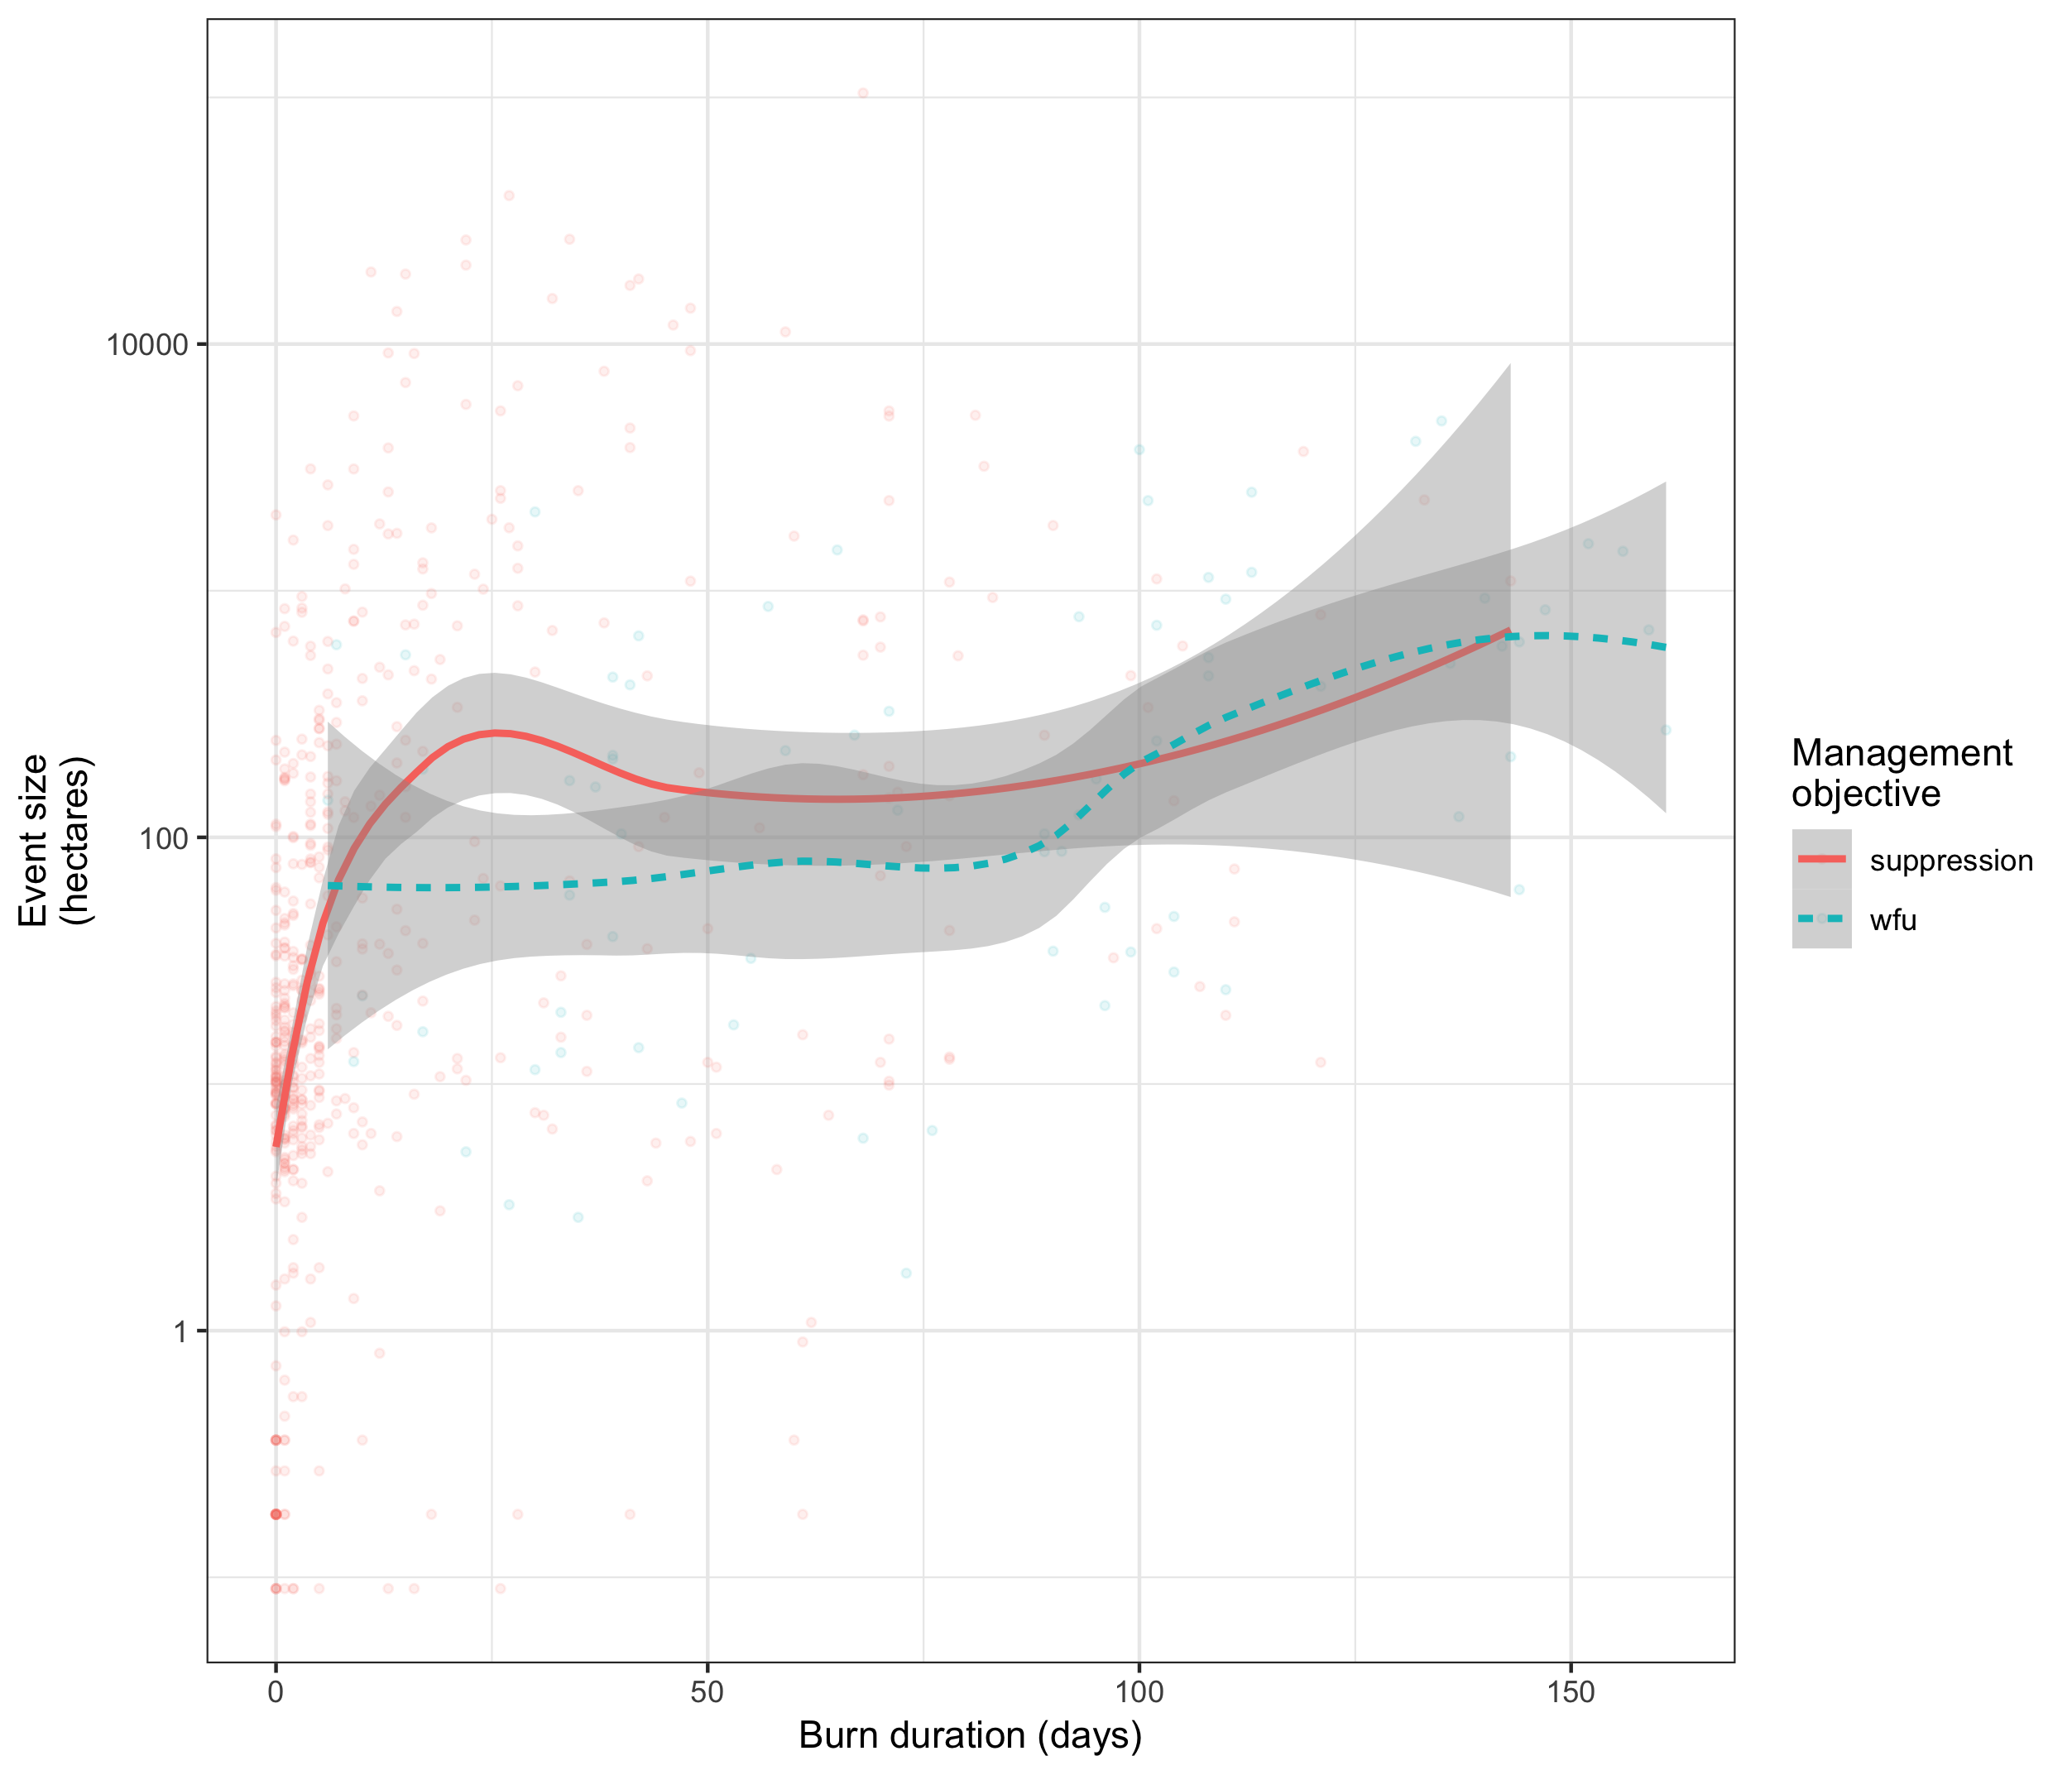 Event size
(hectares)
10000
100
1
0
50
100
150
Burn duration (days)
Management
objective
suppression
wfu